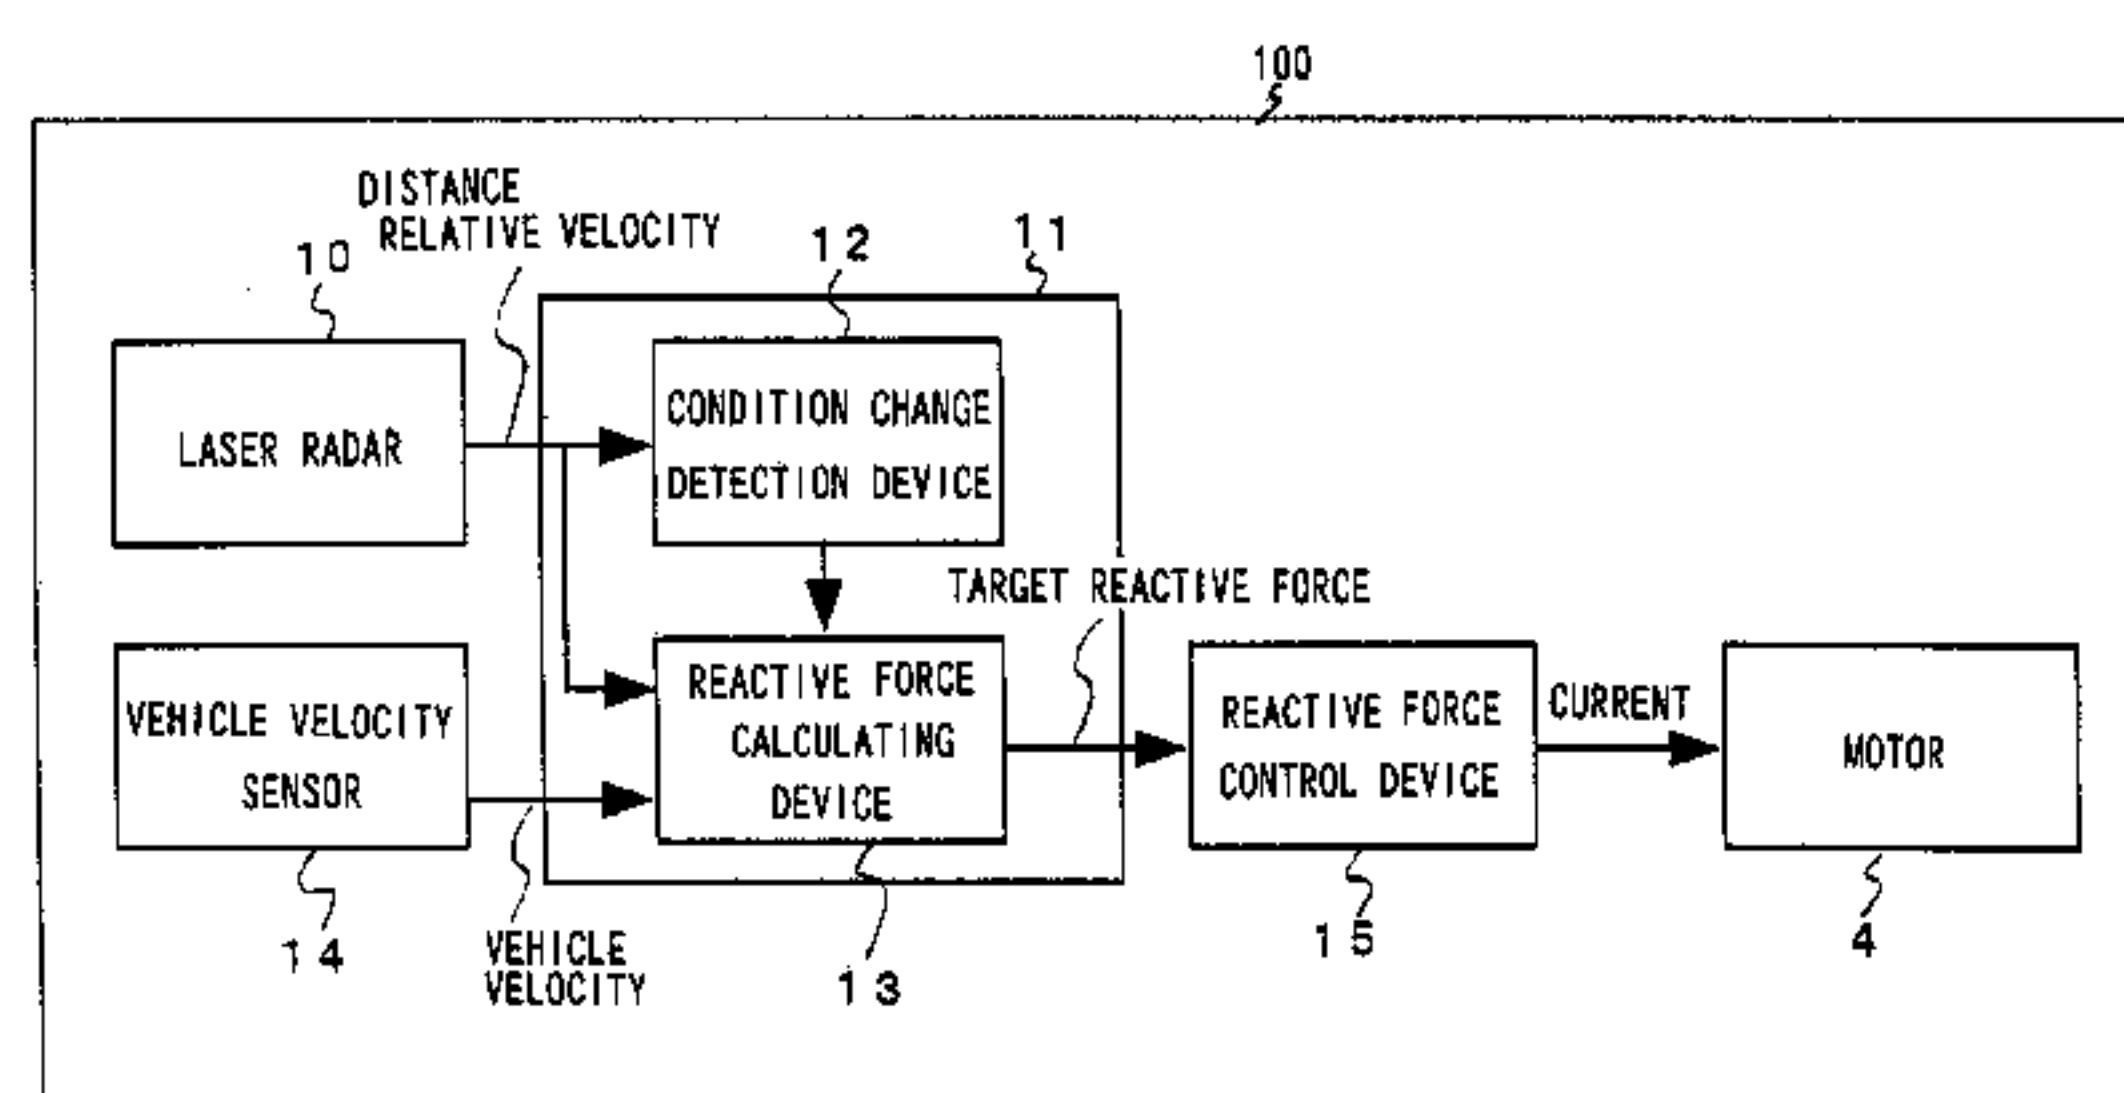 100
DISTANCE
RELATIVE VELOCITY
10
12
11
LASER RADAR
CONDITION CHANGE
DETECTION DEVICE
TARGET REACTIVE FORCE
VEHICLE VELOCITY
SENSOR
REACTIVE FORCE
CALCULATING
DEVICE
REACTIVE FORCE
CONTROL DEVICE
CURRENT
MOTOR
14
VEHICLE
VELOCITY
13
15
4